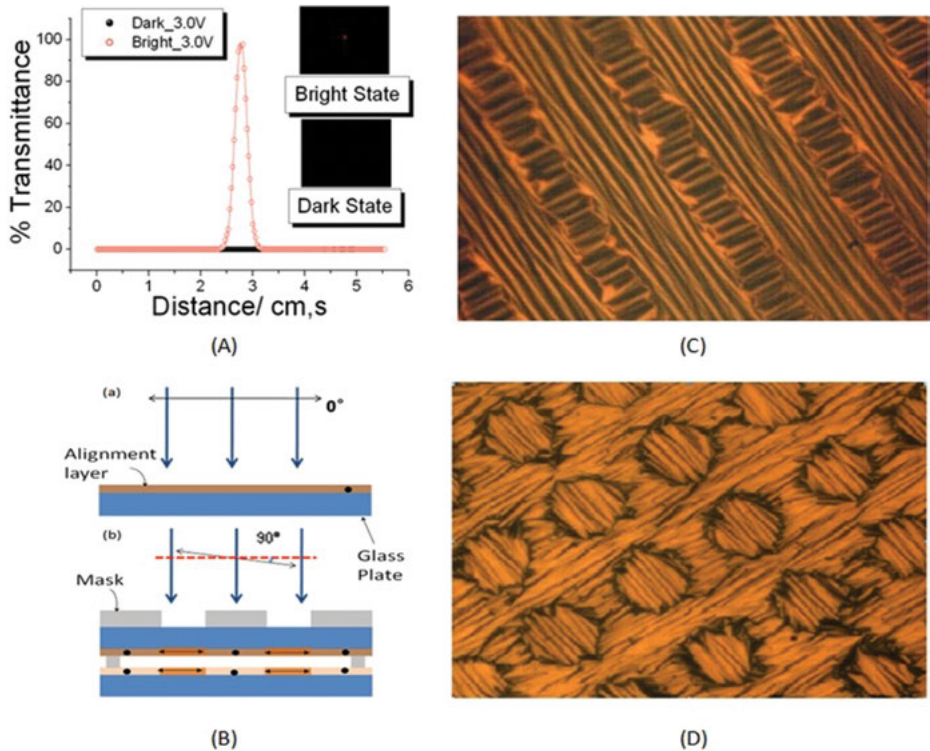 Dark_3.0V
Bright_3.0V
100
80
60
40
20
0
% Transmittance
Bright State
Dark State
0 1 2 3 4 5 6
Distance/ cm,s
(A)
(C)
(a)
0°
Alignment
layer
(b)
90°
Glass
Plate
Mask
(B)
(D)